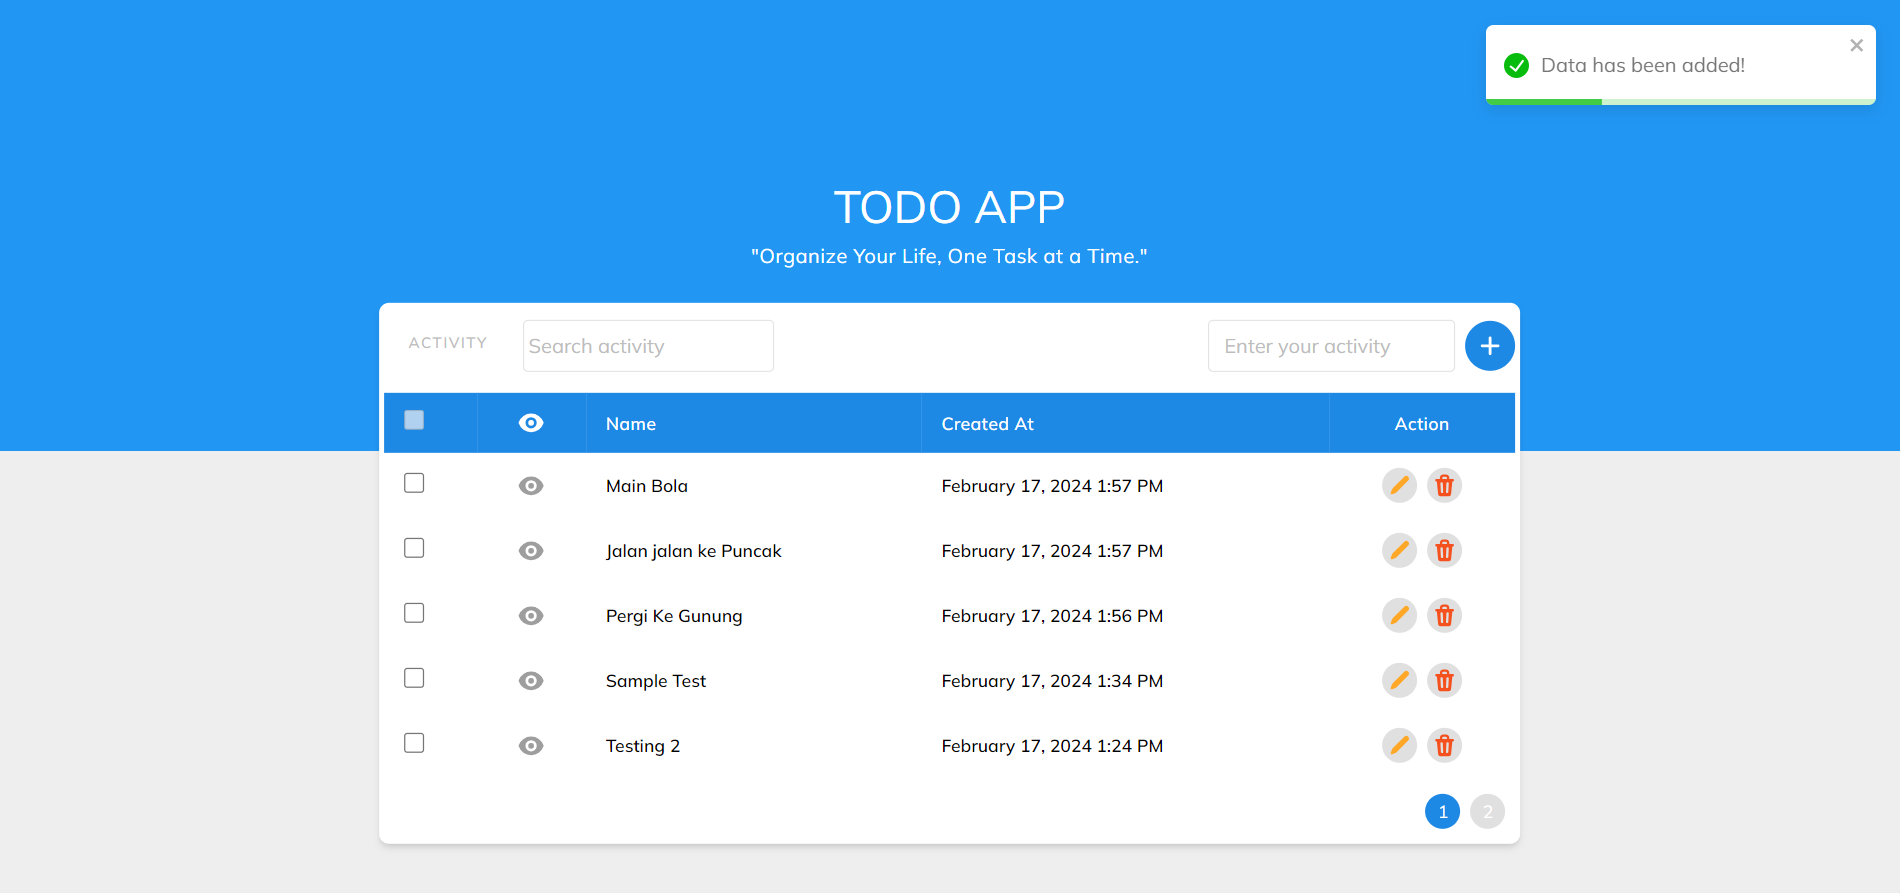 Data has been added!
TODO APP
"Organize Your Life, One Task at a Time."
ACTIVITY Search activity Enter your activity
Name Created At Action
Main Bola February 17, 2024 1:57 PM
Jalan jalan ke Puncak February 17, 2024 1:57 PM
Pergi Ke Gunung February 17, 2024 1:56 PM
Sample Test February 17, 2024 1:34 PM
Testing 2 February 17, 2024 1:24 PM
1 2